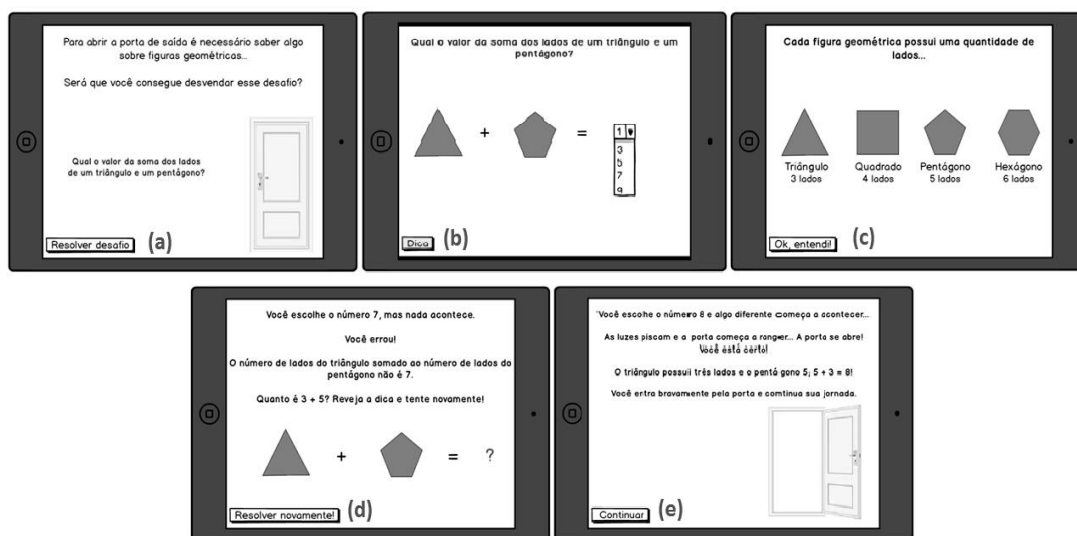 Para abrir a porta de saída é necessário saber algo
sobre figuras geométricas...
Será que você consegue desvendar esse desafio?
Qual o valor da soma dos lados
de um triângulo e um pentágono?
Resolver desafio
(a)
Qual o valor da soma dos lados de um triângulo e um
pentágono?
+
=
1
3
5
7
9
Dica
(b)
Cada figura geométrica possui uma quantidade de
lados...
Triângulo
3 lados
Quadrado
4 lados
Pentágono
5 lados
Hexágono
6 lados
Ok, entendi!
(c)
Você escolhe o número 7, mas nada acontece.
Você errou!
O número de lados do triângulo somado ao número de lados do
pentágono não é 7.
Quanto é 3 + 5? Reveja a dica e tente novamente!
+
=
?
Resolver novamente!
(d)
Você escolhe o número 8 e algo diferente começa a acontecer...
As luzes piscam e a porta começa a ranger... A porta se abre!
Você está certo!
O triângulo possui três lados e o pentágono 5; 5 + 3 = 8!
Você entra bravamente pela porta e continua sua jornada.
Continuar
(e)